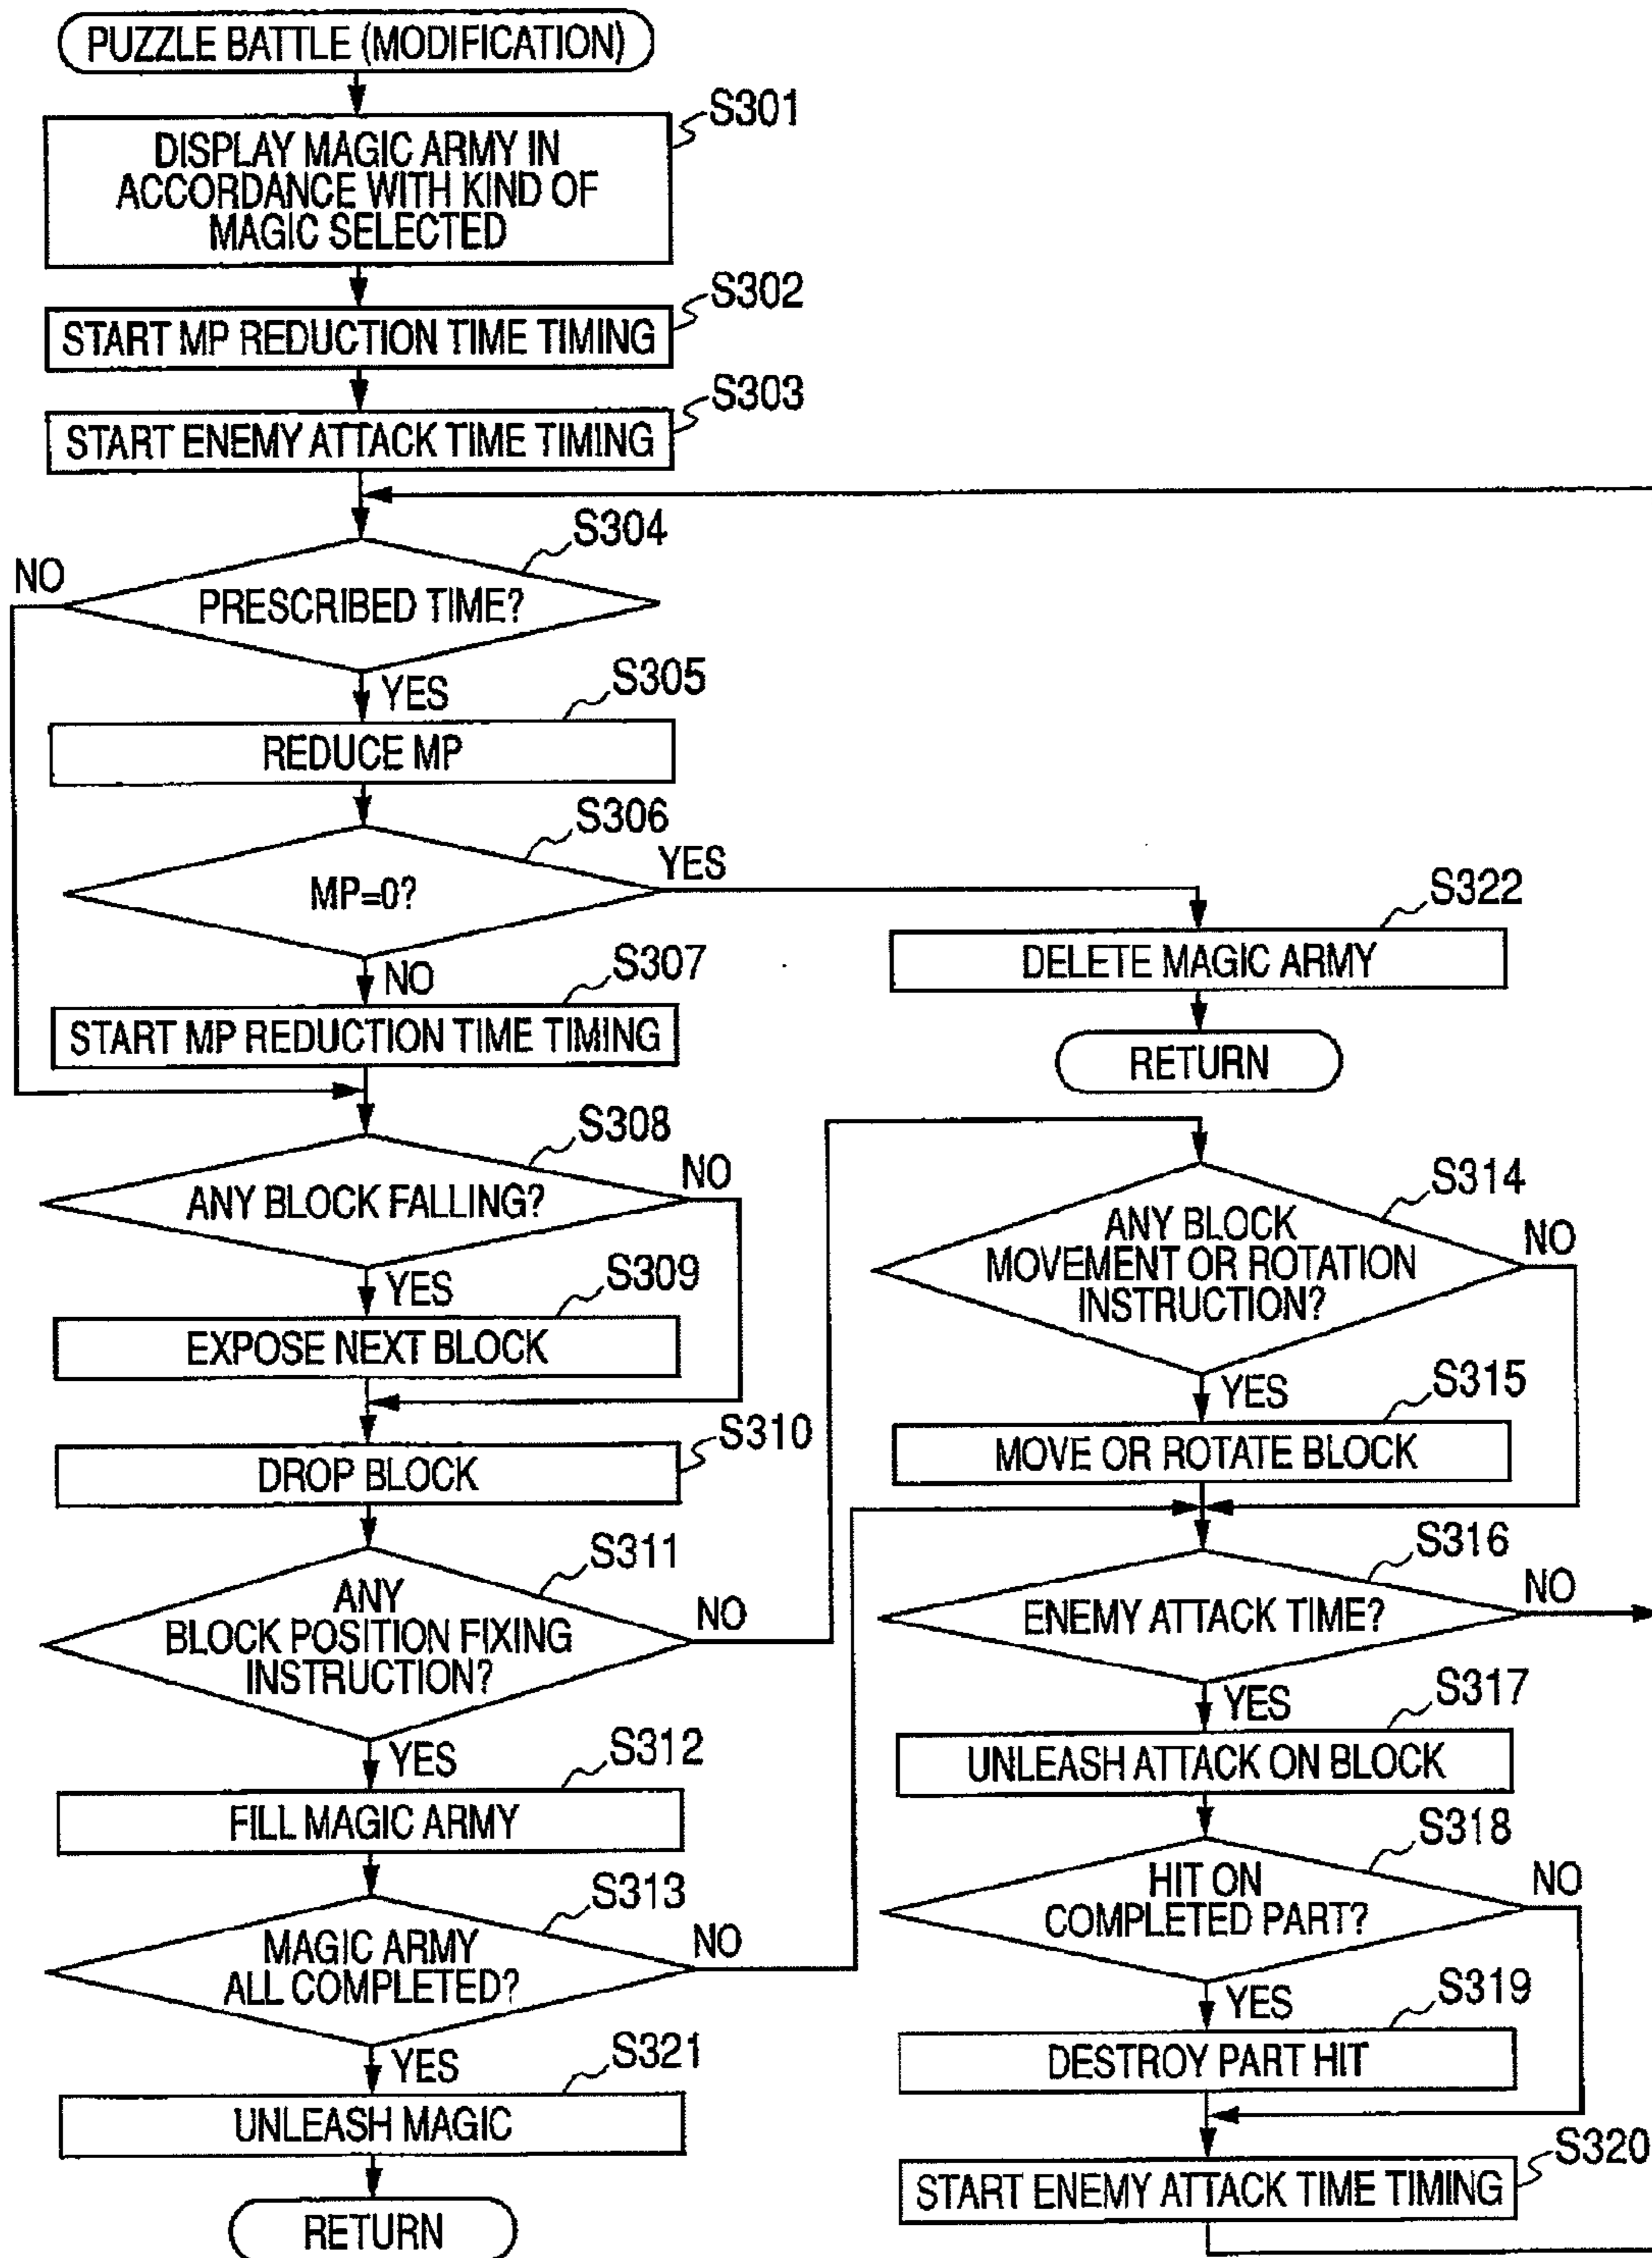 PUZZLE BATTLE (MODIFICATION)
S301
DISPLAY MAGIC ARMY IN
ACCORDANCE WITH KIND OF
MAGIC SELECTED
S302
START MP REDUCTION TIME TIMING
S303
START ENEMY ATTACK TIME TIMING
S304
NO
PRESCRIBED TIME?
YES
S305
REDUCE MP
S306
YES
MP=0?
NO
S307
START MP REDUCTION TIME TIMING
S308
NO
ANY BLOCK FALLING?
YES
S309
EXPOSE NEXT BLOCK
S310
DROP BLOCK
S311
ANY
BLOCK POSITION FIXING
INSTRUCTION?
NO
YES
S312
FILL MAGIC ARMY
S313
MAGIC ARMY
ALL COMPLETED?
NO
YES
S321
UNLEASH MAGIC
RETURN
S322
DELETE MAGIC ARMY
RETURN
S314
ANY BLOCK
MOVEMENT OR ROTATION
INSTRUCTION?
NO
YES
S315
MOVE OR ROTATE BLOCK
S316
ENEMY ATTACK TIME?
NO
YES
S317
UNLEASH ATTACK ON BLOCK
S318
HIT ON
COMPLETED PART?
NO
YES
S319
DESTROY PART HIT
S320
START ENEMY ATTACK TIME TIMING